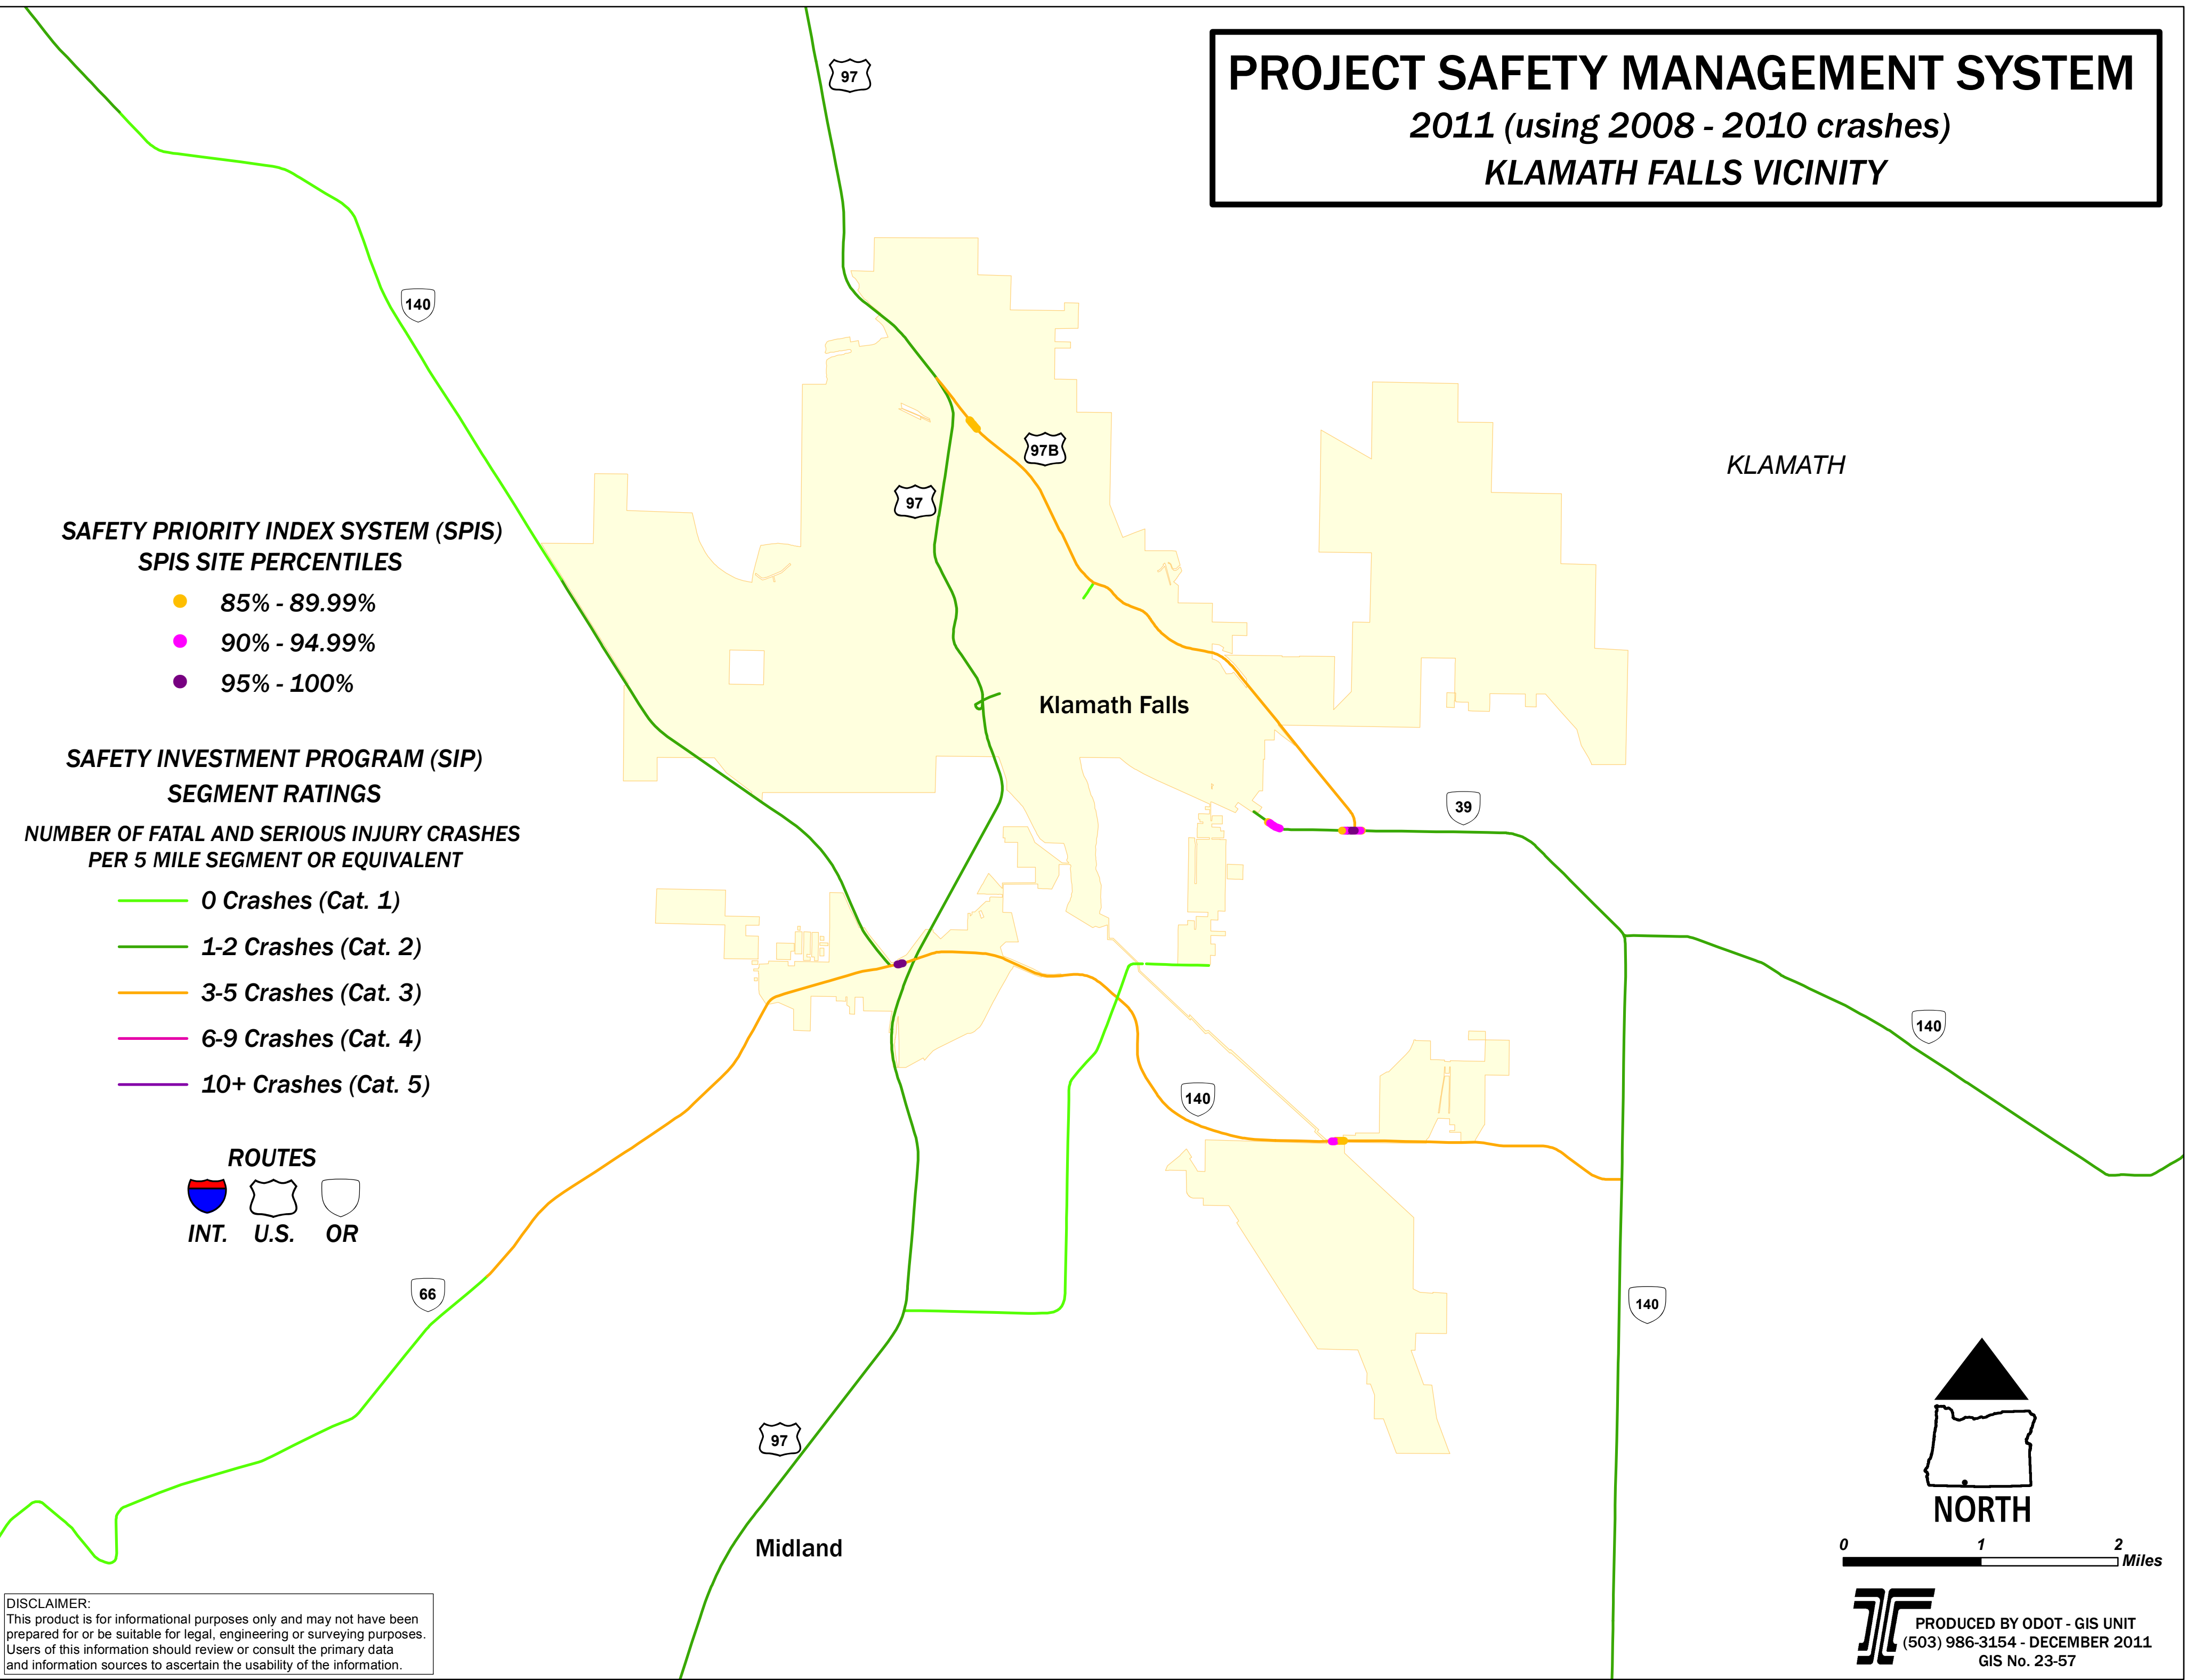 PROJECT SAFETY MANAGEMENT SYSTEM
2011 (using 2008 - 2010 crashes)
KLAMATH FALLS VICINITY
97
140
97B
97
KLAMATH
SAFETY PRIORITY INDEX SYSTEM (SPIS)
SPIS SITE PERCENTILES
85% - 89.99%
90% - 94.99%
95% - 100%
Klamath Falls
SAFETY INVESTMENT PROGRAM (SIP)
SEGMENT RATINGS
NUMBER OF FATAL AND SERIOUS INJURY CRASHES
PER 5 MILE SEGMENT OR EQUIVALENT
0 Crashes (Cat. 1)
1-2 Crashes (Cat. 2)
3-5 Crashes (Cat. 3)
6-9 Crashes (Cat. 4)
10+ Crashes (Cat. 5)
39
140
140
ROUTES
INT. U.S. OR
66
140
97
Midland
NORTH
0 1 2
Miles
DISCLAIMER:
This product is for informational purposes only and may not have been
prepared for or be suitable for legal, engineering or surveying purposes.
Users of this information should review or consult the primary data
and information sources to ascertain the usability of the information.
PRODUCED BY ODOT - GIS UNIT
(503) 986-3154 - DECEMBER 2011
GIS No. 23-57